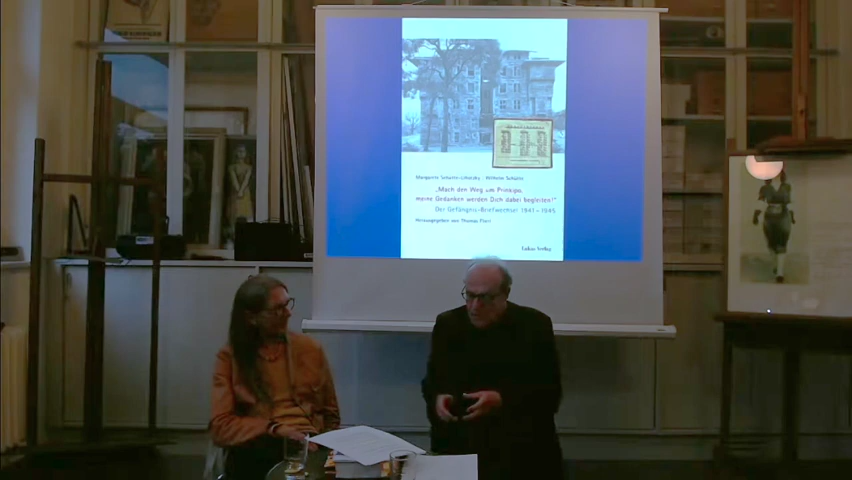 Margarete Schütte-Lihotzky | Wilhelm Schütte
„Mach den Weg um Prinkipo,
meine Gedanken werden Dich dabei begleiten!"
Der Gefängnis-Briefwechsel 1941–1945
Herausgegeben von Thomas Flierl
Lukas Verlag